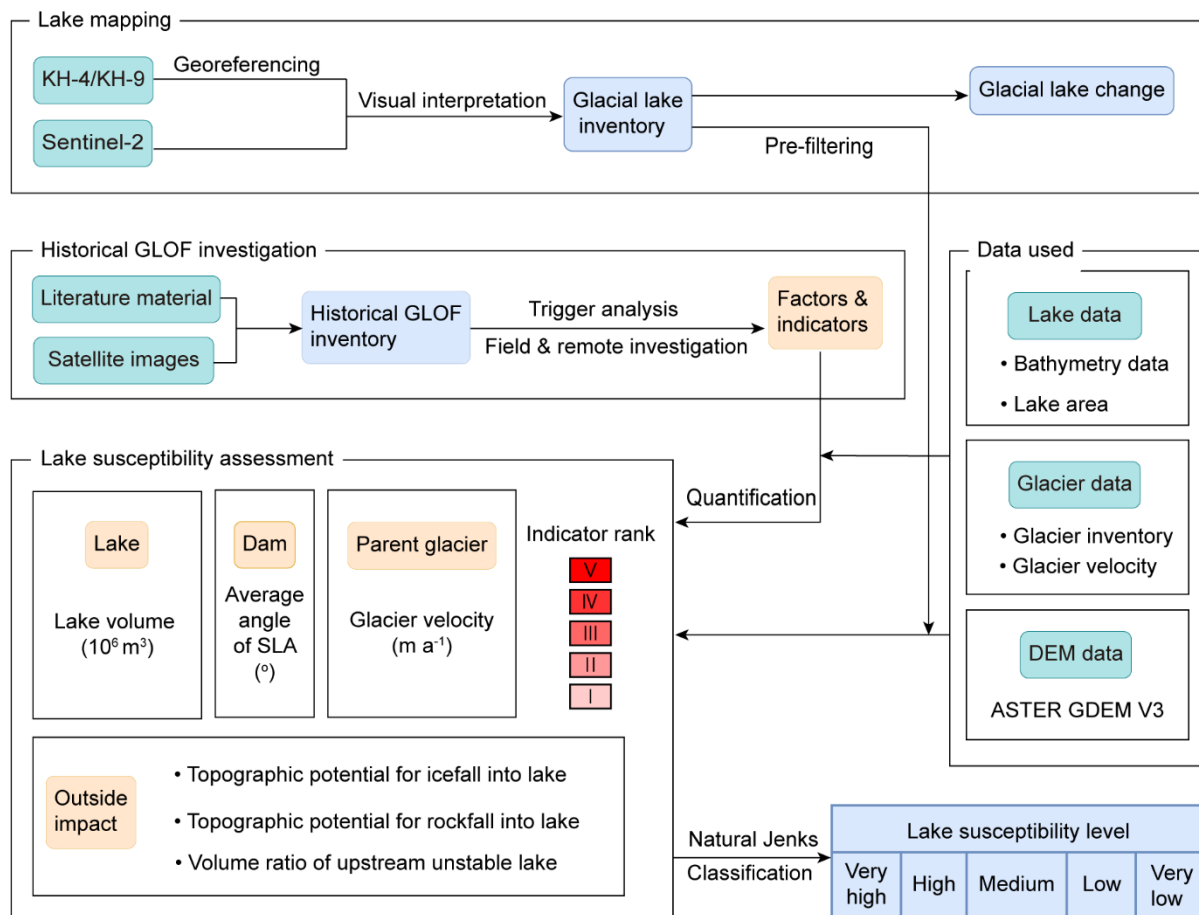 Lake mapping
KH-4/KH-9
Georeferencing
Sentinel-2
Visual interpretation
Glacial lake
inventory
Glacial lake change
Pre-filtering
Historical GLOF investigation
Literature material
Satellite images
Historical GLOF
inventory
Trigger analysis
Field & remote investigation
Factors &
indicators
Data used
Lake data
• Bathymetry data
• Lake area
Glacier data
• Glacier inventory
• Glacier velocity
DEM data
ASTER GDEM V3
Quantification
Lake susceptibility assessment
Lake
Lake volume
(10⁶ m³)
Dam
Average
angle
of SLA
(º)
Parent glacier
Glacier velocity
(m a⁻¹)
Indicator rank
V
IV
III
II
I
Outside
impact
• Topographic potential for icefall into lake
• Topographic potential for rockfall into lake
• Volume ratio of upstream unstable lake
Natural Jenks
Classification
Lake susceptibility level
Very
high
High
Medium
Low
Very
low